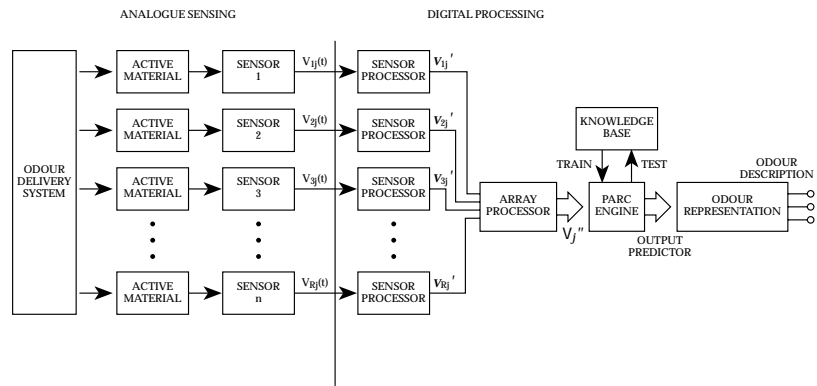 ANALOGUE SENSING
DIGITAL PROCESSING
ODOUR
DELIVERY
SYSTEM
ACTIVE
MATERIAL
SENSOR
1
V1j(t)
SENSOR
PROCESSOR
V1j′
ACTIVE
MATERIAL
SENSOR
2
V2j(t)
SENSOR
PROCESSOR
V2j′
ACTIVE
MATERIAL
SENSOR
3
V3j(t)
SENSOR
PROCESSOR
V3j′
ACTIVE
MATERIAL
SENSOR
n
VRj(t)
SENSOR
PROCESSOR
VRj′
ARRAY
PROCESSOR
Vj′′
KNOWLEDGE
BASE
TRAIN
TEST
PARC
ENGINE
OUTPUT
PREDICTOR
ODOUR
REPRESENTATION
ODOUR
DESCRIPTION